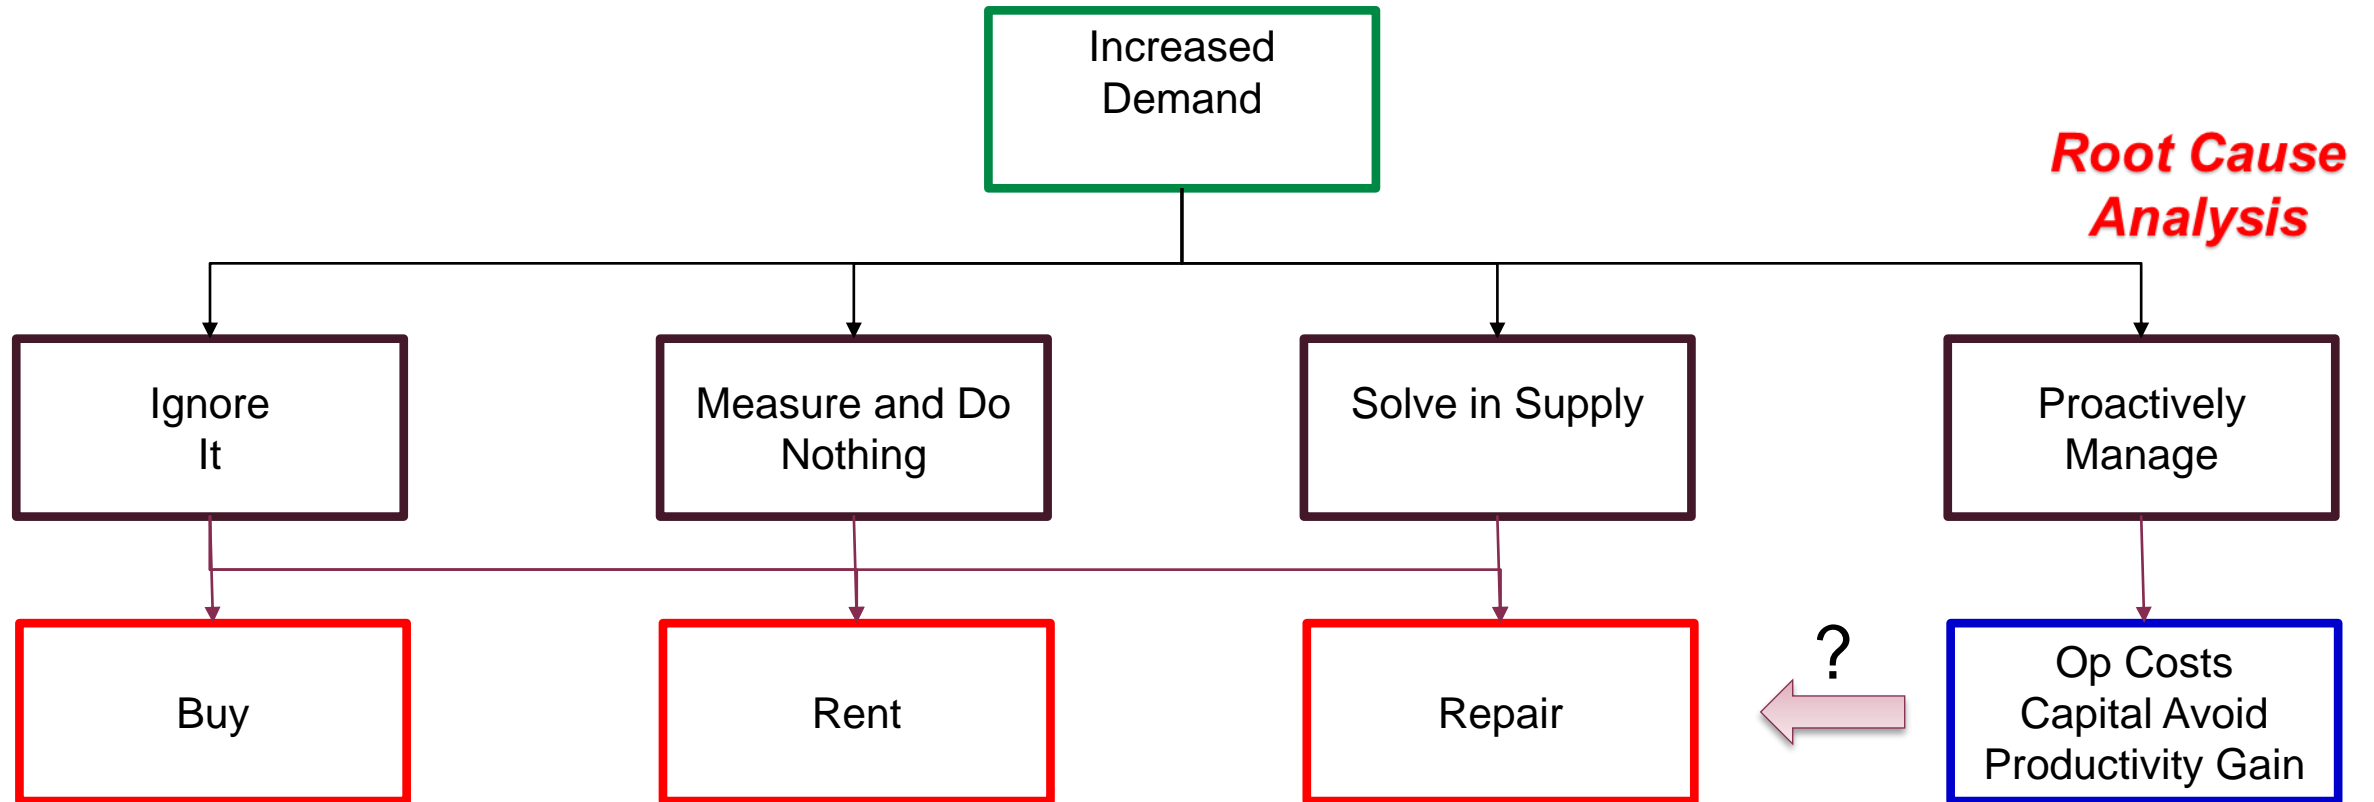 Increased
Demand
Root Cause
Analysis
Ignore
It
Measure and Do
Nothing
Solve in Supply
Proactively
Manage
Buy
Rent
Repair
?
Op Costs
Capital Avoid
Productivity Gain